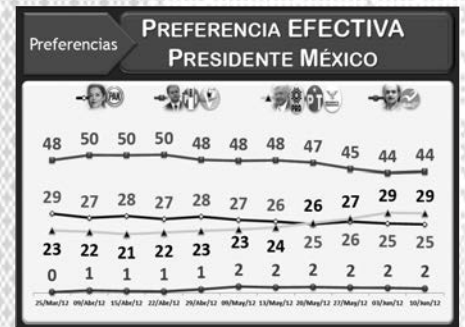 Preferencias
PREFERENCIA EFECTIVA
PRESIDENTE MÉXICO
PAN
PRD PT
48 50 50 50 48 48 48 47 45 44 44
29 27 28 27 28 27 26 26 27 29 29
23 22 21 22 23 23 24 25 26 25 25
0 1 1 1 1 2 2 2 2 2 2
25/Mar/12 09/Abr/12 15/Abr/12 22/Abr/12 29/Abr/12 09/May/12 13/May/12 20/May/12 27/May/12 03/Jun/12 10/Jun/12